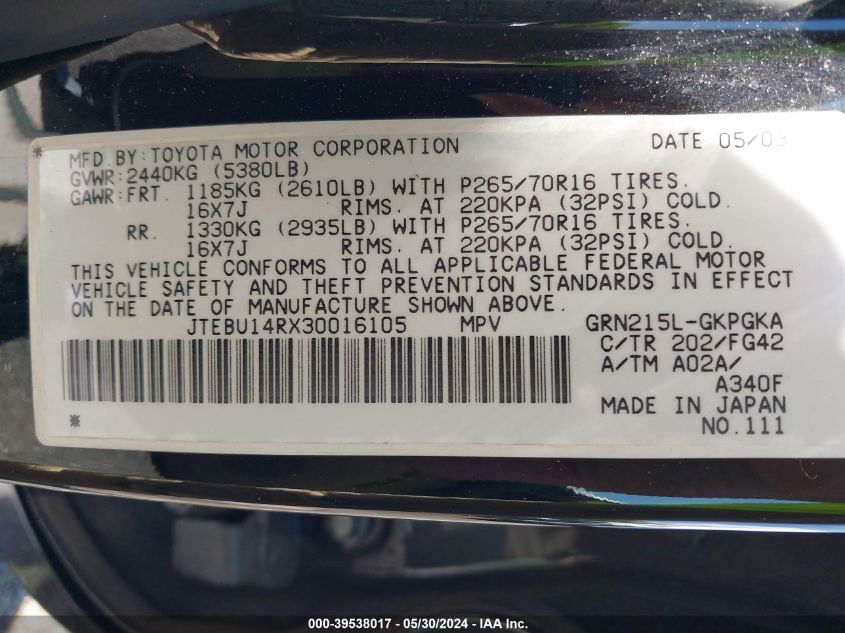 MFD. BY: TOYOTA MOTOR CORPORATION DATE 05/03
GVWR: 2440KG (5380LB)
GAWR: FRT. 1185KG (2610LB) WITH P265/70R16 TIRES.
16X7J RIMS. AT 220KPA (32PSI) COLD.
RR. 1330KG (2935LB) WITH P265/70R16 TIRES.
16X7J RIMS. AT 220KPA (32PSI) COLD.
THIS VEHICLE CONFORMS TO ALL APPLICABLE FEDERAL MOTOR
VEHICLE SAFETY AND THEFT PREVENTION STANDARDS IN EFFECT
ON THE DATE OF MANUFACTURE SHOWN ABOVE.
JTEBU14RX30016105 MPV GRN215L-GKPGKA
C/TR 202/FG42
A/TM A02A/
A340F
MADE IN JAPAN
NO.111
000-39538017 - 05/30/2024 - IAA Inc.